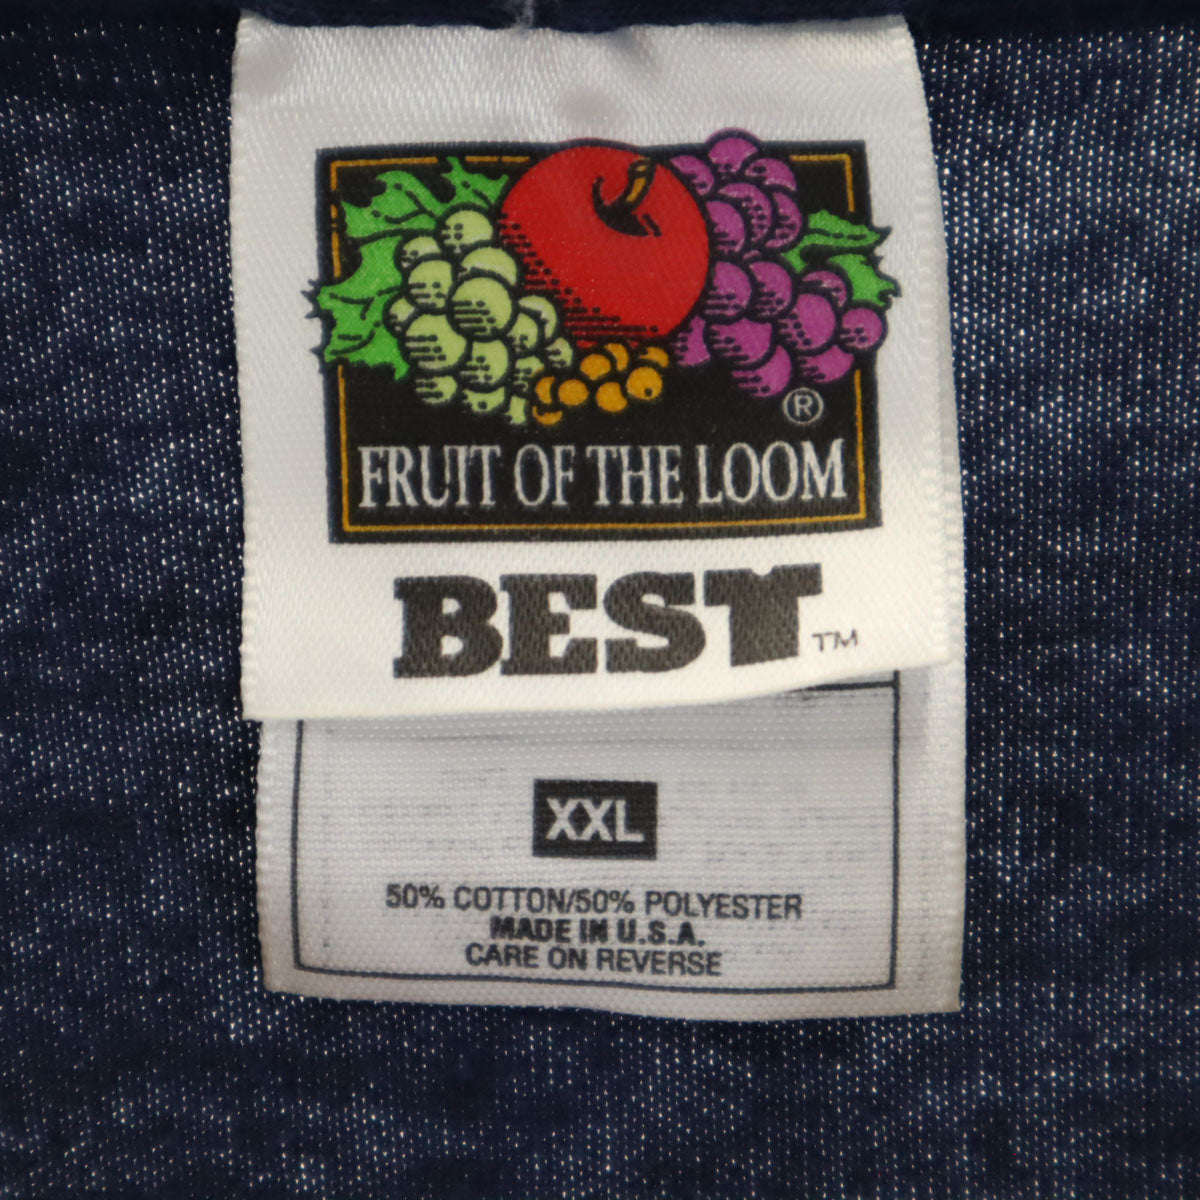 ®
FRUIT OF THE LOOM
BEST™
XXL
50% COTTON/50% POLYESTER
MADE IN U.S.A.
CARE ON REVERSE